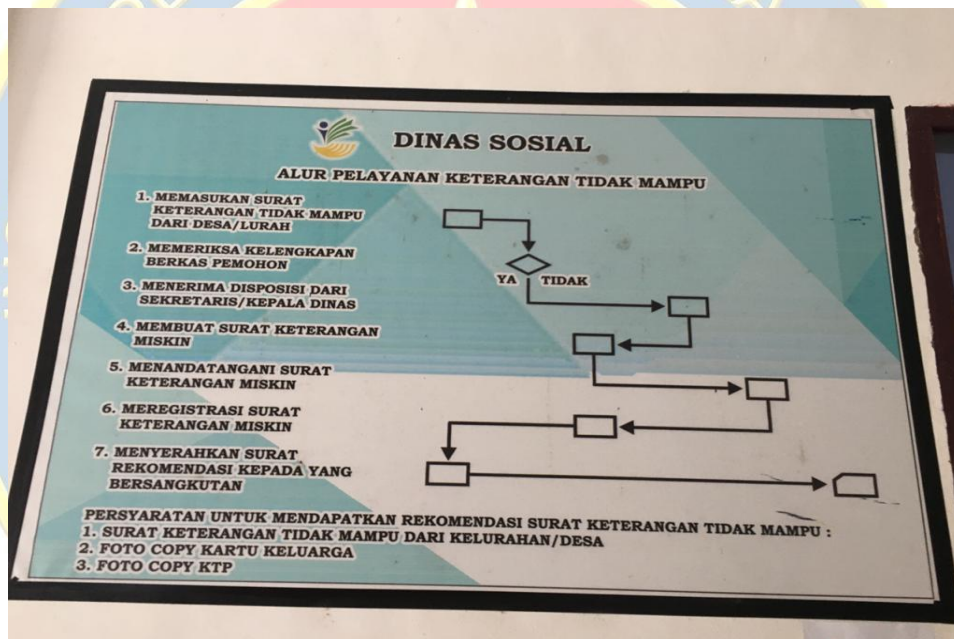 DINAS SOSIAL
ALUR PELAYANAN KETERANGAN TIDAK MAMPU
1. MEMASUKAN SURAT
KETERANGAN TIDAK MAMPU
DARI DESA/LURAH
2. MEMERIKSA KELENGKAPAN
BERKAS PEMOHON
YA TIDAK
3. MENERIMA DISPOSISI DARI
SEKRETARIS/KEPALA DINAS
4. MEMBUAT SURAT KETERANGAN
MISKIN
5. MENANDATANGANI SURAT
KETERANGAN MISKIN
6. MEREGISTRASI SURAT
KETERANGAN MISKIN
7. MENYERAHKAN SURAT
REKOMENDASI KEPADA YANG
BERSANGKUTAN
PERSYARATAN UNTUK MENDAPATKAN REKOMENDASI SURAT KETERANGAN TIDAK MAMPU :
1. SURAT KETERANGAN TIDAK MAMPU DARI KELURAHAN/DESA
2. FOTO COPY KARTU KELUARGA
3. FOTO COPY KTP